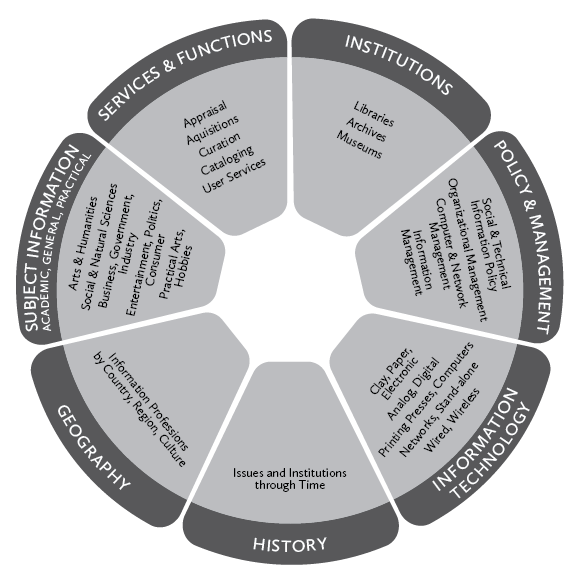 SERVICES & FUNCTIONS
Appraisal
Aquisitions
Curation
Cataloging
User Services
INSTITUTIONS
Libraries
Archives
Museums
POLICY & MANAGEMENT
Social & Technical
Information Policy
Organizational Management
Computer & Network
Management
Information
Management
INFORMATION
TECHNOLOGY
Clay, Paper,
Electronic
Analog, Digital
Printing Presses, Computers
Networks, Stand-alone
Wired, Wireless
HISTORY
Issues and Institutions
through Time
GEOGRAPHY
Information Professions
by Country, Region, Culture
SUBJECT INFORMATION
ACADEMIC, GENERAL, PRACTICAL
Arts & Humanities
Social & Natural Sciences
Business, Government,
Industry
Entertainment, Politics,
Consumer
Practical Arts,
Hobbies